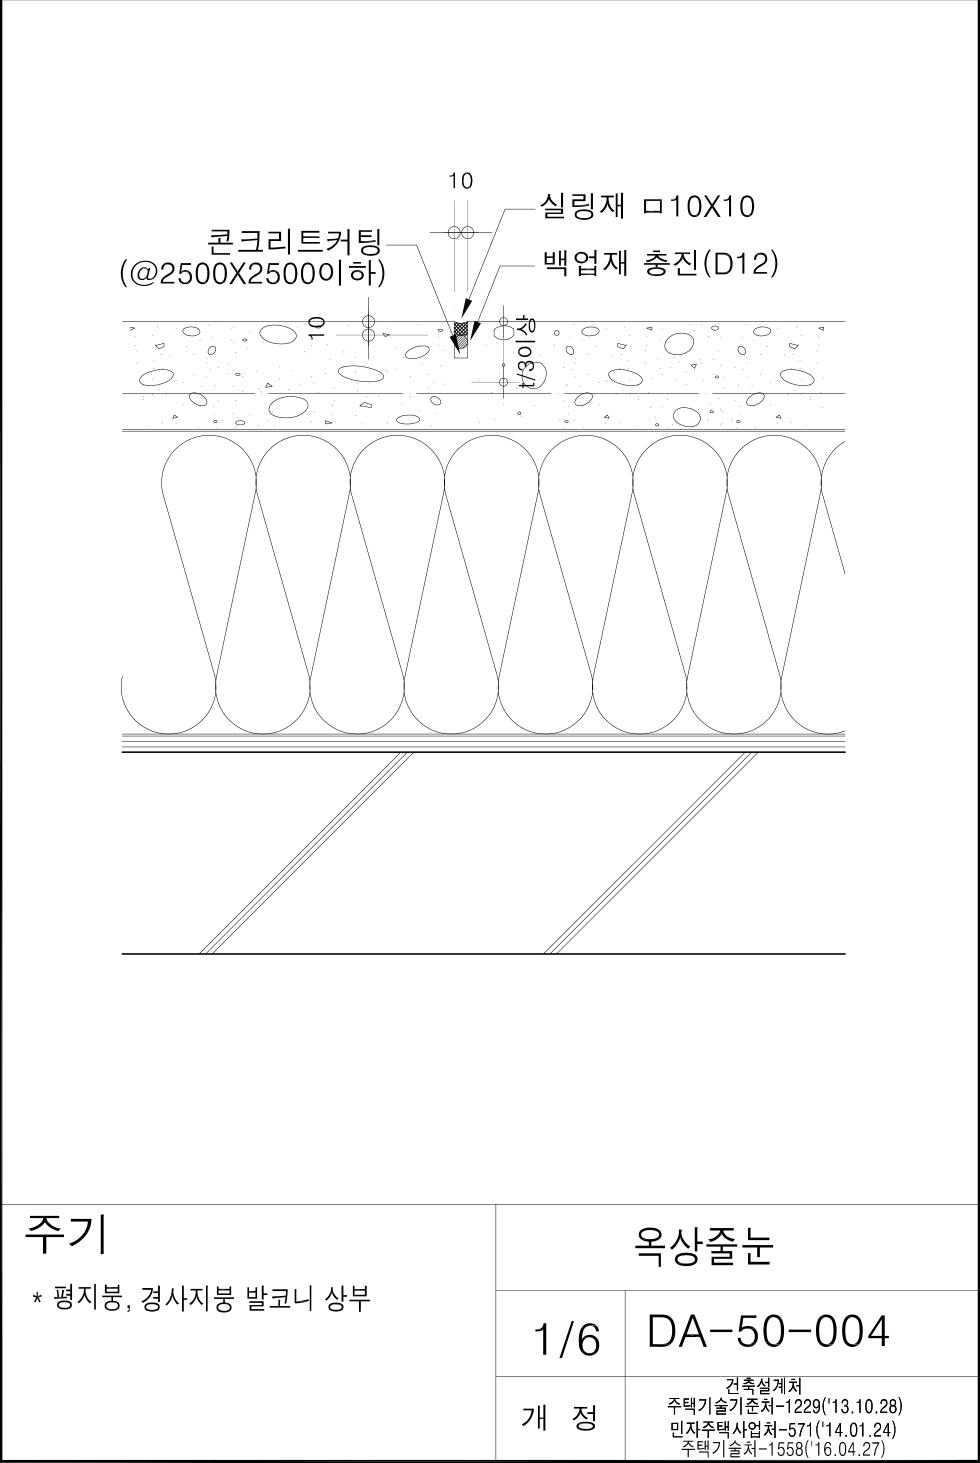 10
실링재 ㅁ10X10
콘크리트커팅
(@2500X2500이하)
백업재 충진(D12)
10
t/3이상
주기
* 평지붕, 경사지붕 발코니 상부
옥상줄눈
1/6
DA-50-004
개 정
건축설계처
주택기술기준처-1229('13.10.28)
민자주택사업처-571('14.01.24)
주택기술처-1558('16.04.27)